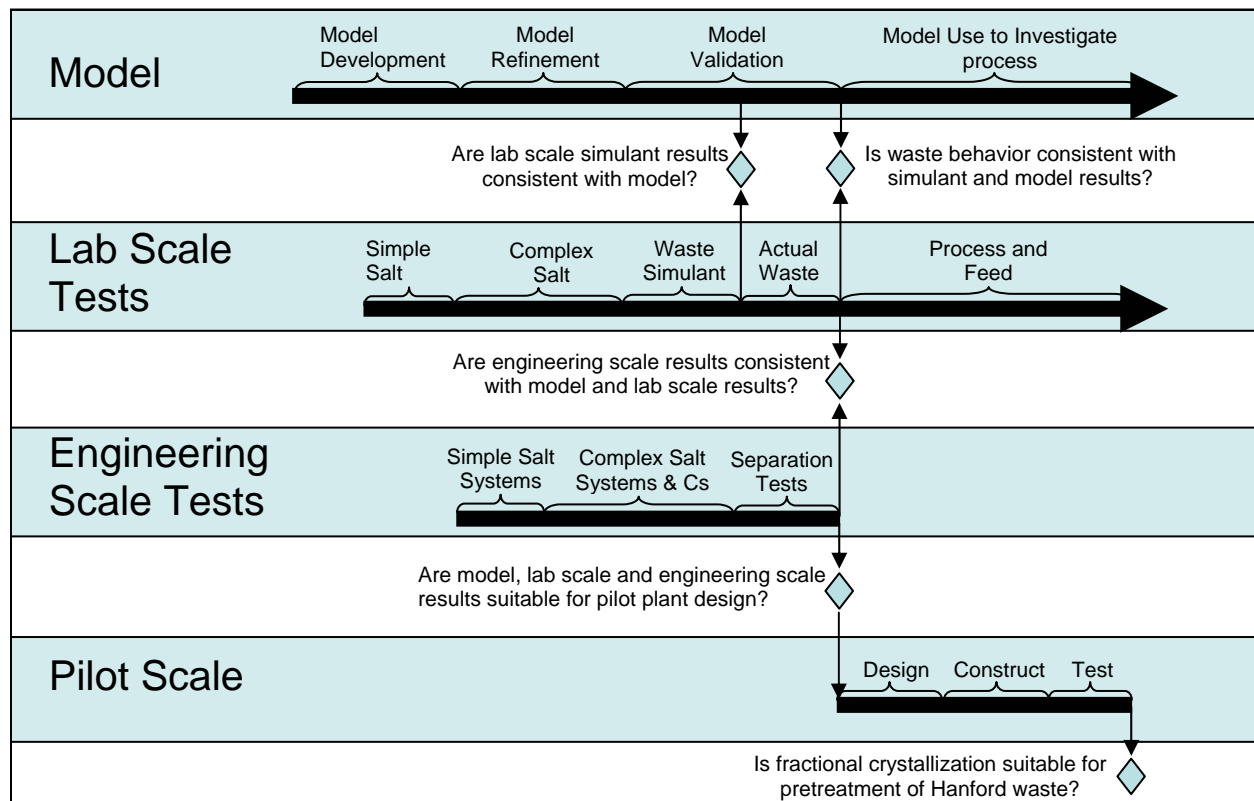 Model
Model
Development
Model
Refinement
Model
Validation
Model Use to Investigate
process
Are lab scale simulant results
consistent with model?
Is waste behavior consistent with
simulant and model results?
Lab Scale
Tests
Simple
Salt
Complex
Salt
Waste
Simulant
Actual
Waste
Process and
Feed
Are engineering scale results consistent
with model and lab scale results?
Engineering
Scale Tests
Simple Salt
Systems
Complex Salt
Systems & Cs
Separation
Tests
Are model, lab scale and engineering scale
results suitable for pilot plant design?
Pilot Scale
Design
Construct
Test
Is fractional crystallization suitable for
pretreatment of Hanford waste?